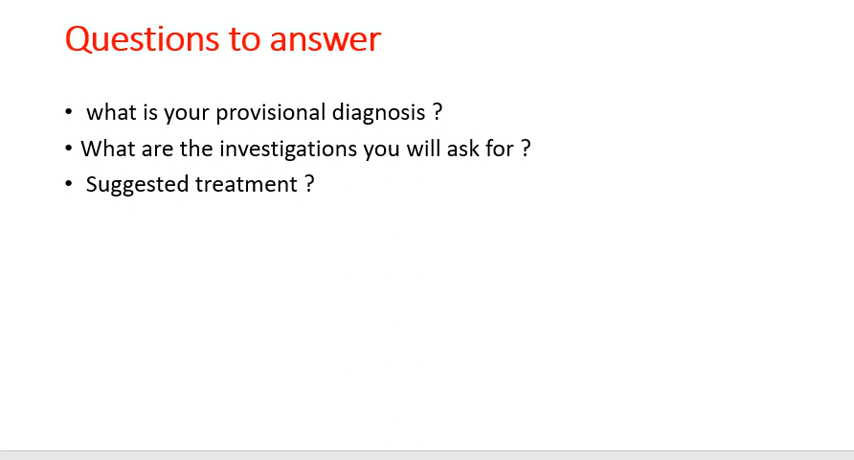 Questions to answer
• what is your provisional diagnosis ?
• What are the investigations you will ask for ?
• Suggested treatment ?